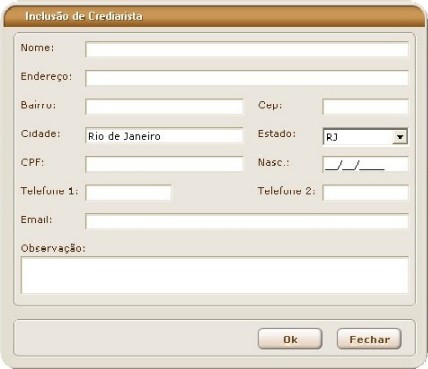 Inclusão de Crediarista
Nome:
Endereço:
Bairro: Cep:
Cidade: Rio de Janeiro Estado: RJ
CPF: Nasc.: __/__/____
Telefone 1: Telefone 2:
Email:
Observação:
Ok Fechar